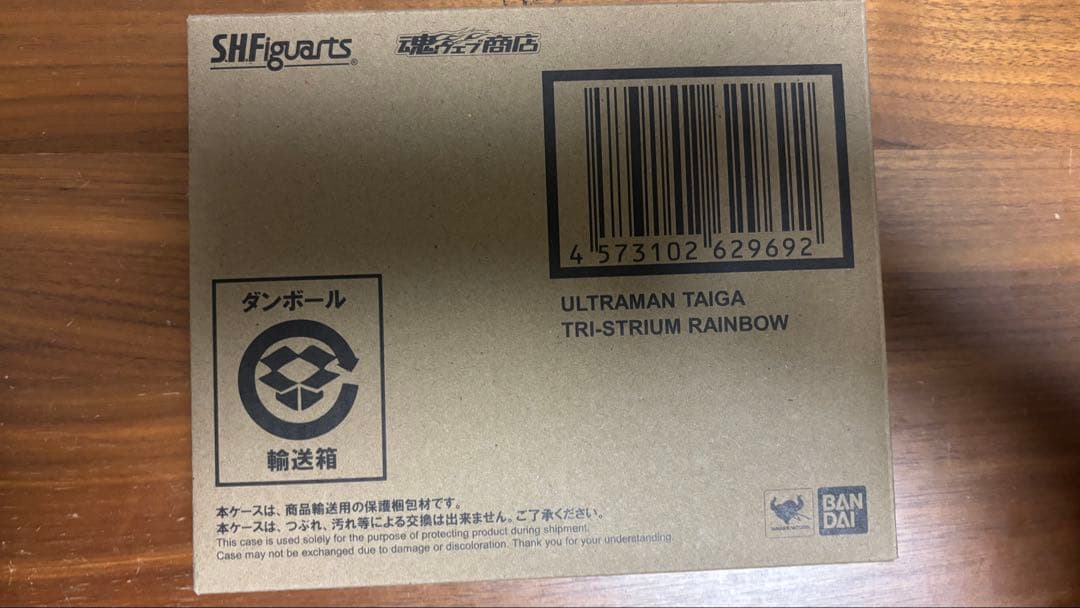 S.H.Figuarts®
魂ウェブ商店
4 573102 629692
ULTRAMAN TAIGA
TRI-STRIUM RAINBOW
ダンボール
輸送箱
本ケースは、商品輸送用の保護梱包材です。
本ケースは、つぶれ、汚れ等による交換は出来ません。ご了承ください。
This case is used solely for the purpose of protecting product during shipment.
Case may not be exchanged due to damage or discoloration. Thank you for your understanding
BAN
DAI